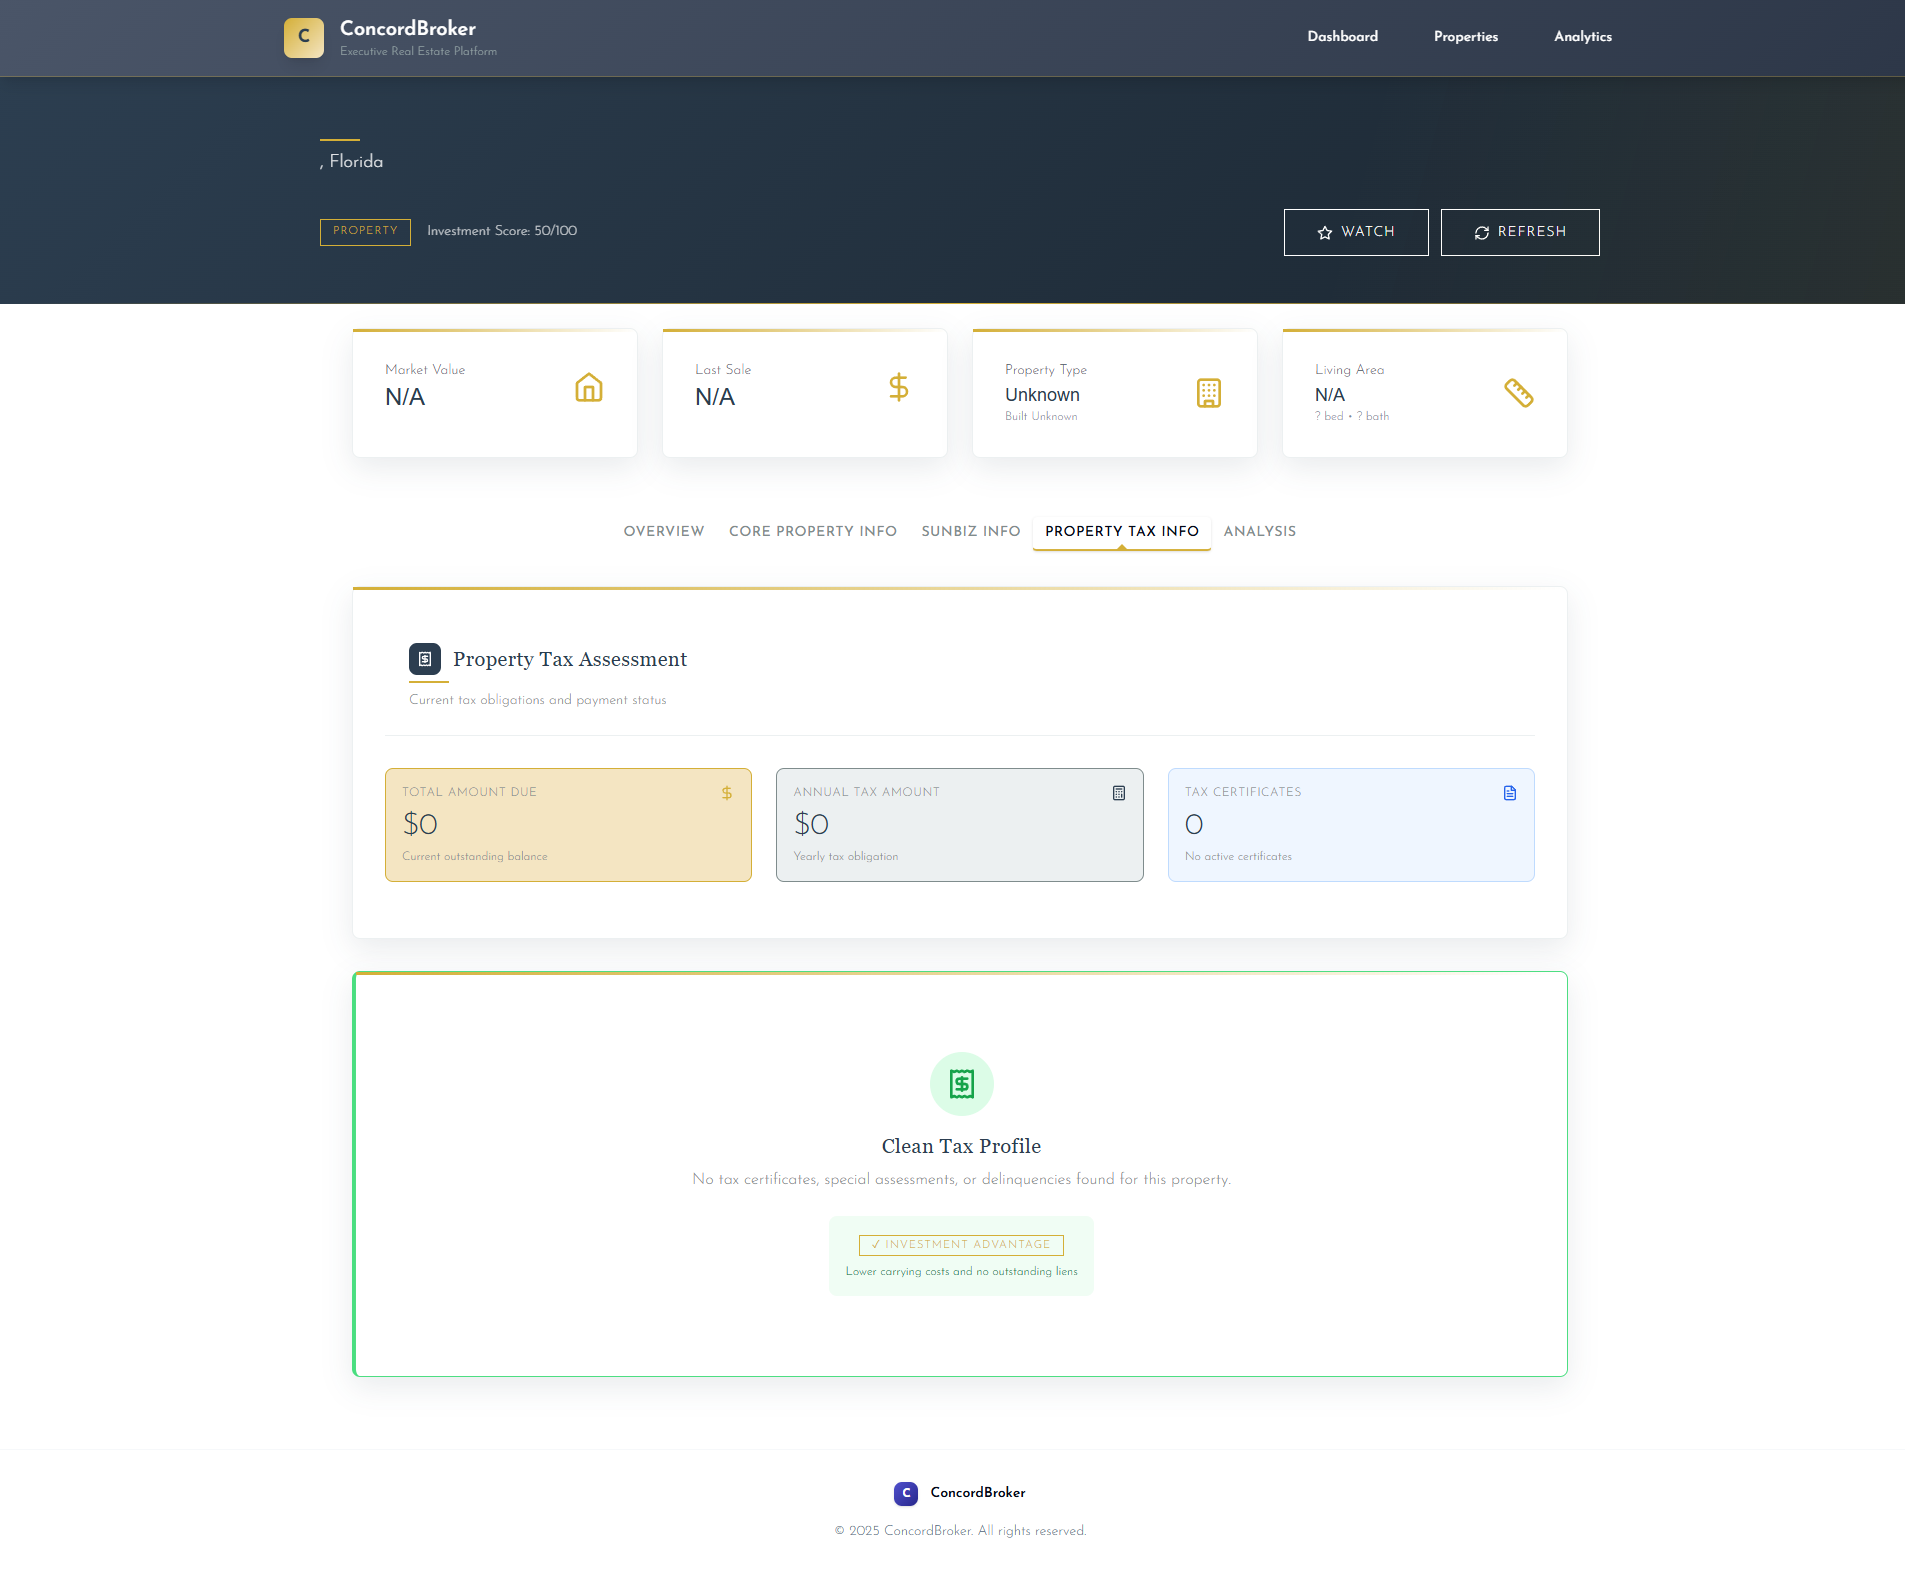 C
ConcordBroker
Executive Real Estate Platform
Dashboard
Properties
Analytics
, Florida
PROPERTY
Investment Score: 50/100
WATCH
REFRESH
Market Value
N/A
Last Sale
N/A
Property Type
Unknown
Built Unknown
Living Area
N/A
? bed • ? bath
OVERVIEW
CORE PROPERTY INFO
SUNBIZ INFO
PROPERTY TAX INFO
ANALYSIS
Property Tax Assessment
Current tax obligations and payment status
TOTAL AMOUNT DUE
$0
Current outstanding balance
ANNUAL TAX AMOUNT
$0
Yearly tax obligation
TAX CERTIFICATES
0
No active certificates
Clean Tax Profile
No tax certificates, special assessments, or delinquencies found for this property.
✓ INVESTMENT ADVANTAGE
Lower carrying costs and no outstanding liens
C
ConcordBroker
© 2025 ConcordBroker. All rights reserved.